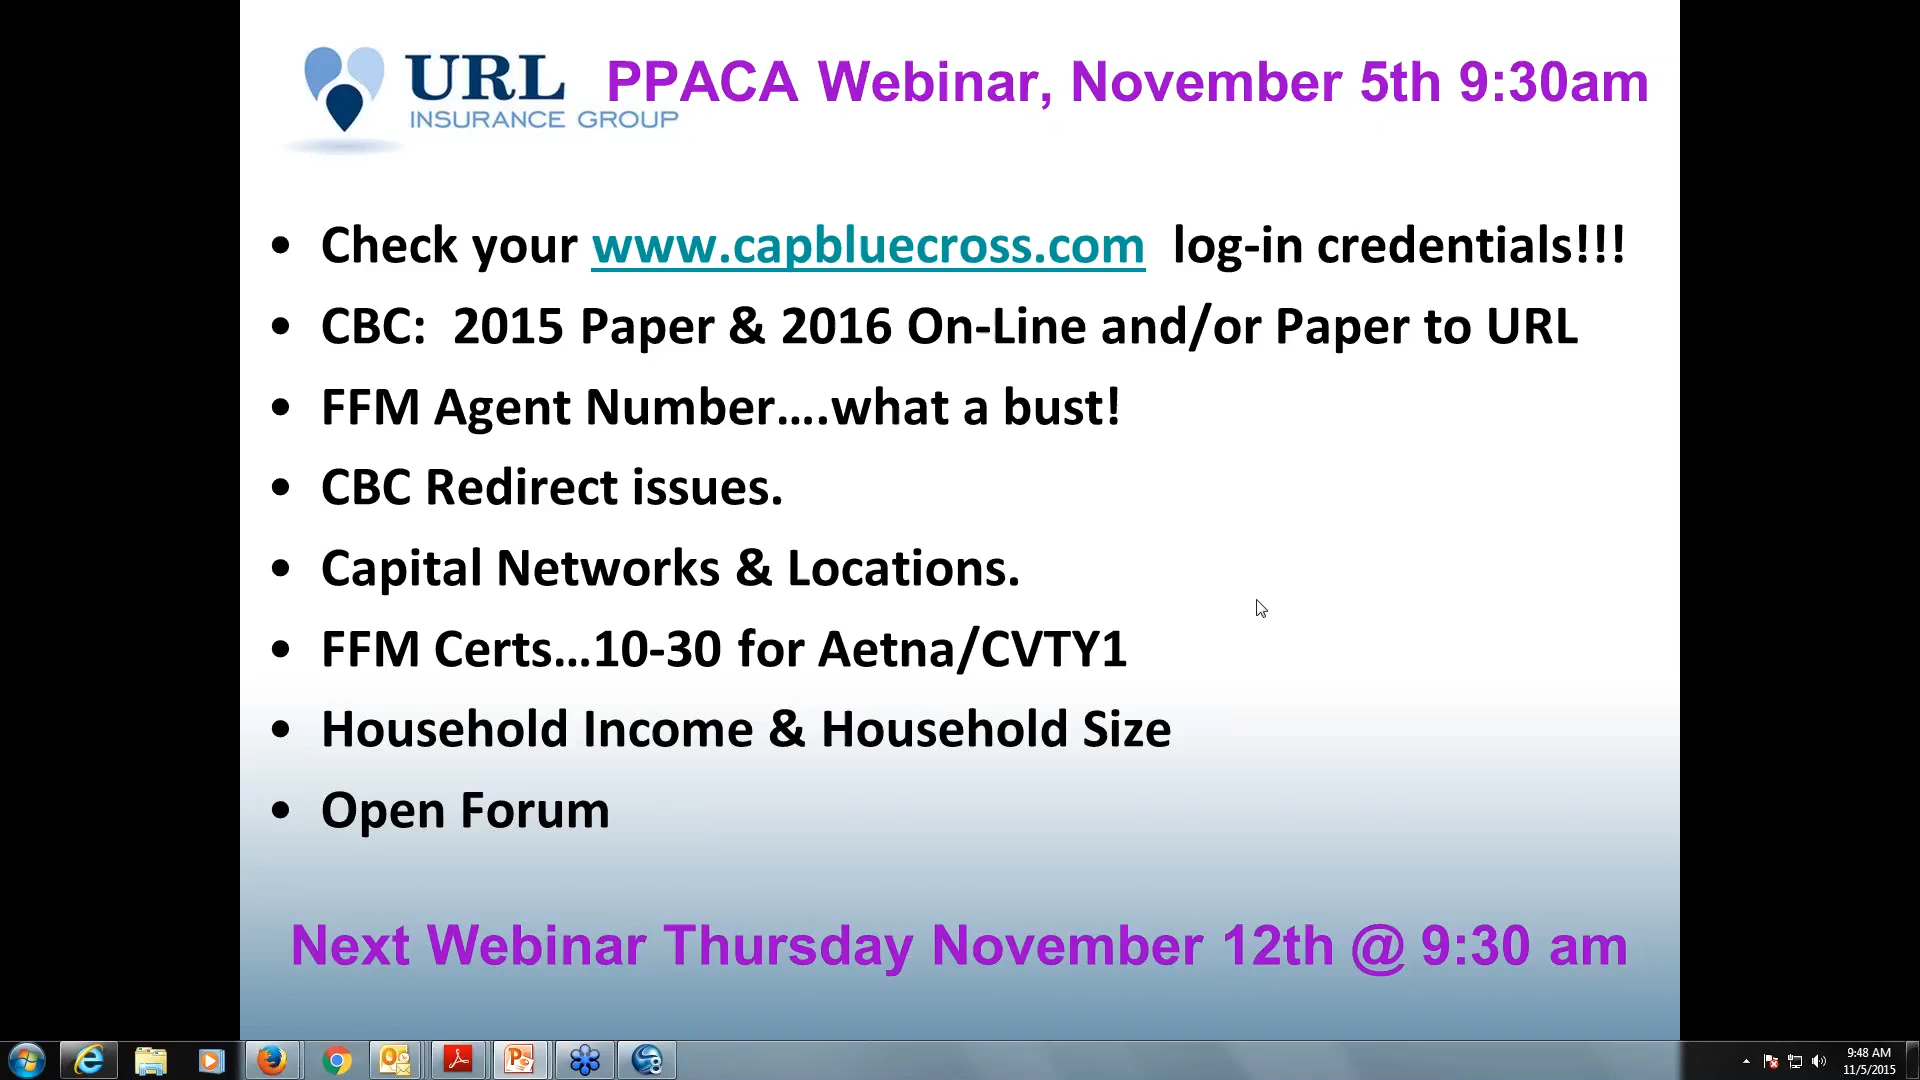 URL
INSURANCE GROUP
PPACA Webinar, November 5th 9:30am
• Check your www.capbluecross.com log-in credentials!!!
• CBC: 2015 Paper & 2016 On-Line and/or Paper to URL
• FFM Agent Number....what a bust!
• CBC Redirect issues.
• Capital Networks & Locations.
• FFM Certs...10-30 for Aetna/CVTY1
• Household Income & Household Size
• Open Forum
Next Webinar Thursday November 12th @ 9:30 am
9:48 AM
11/5/2015